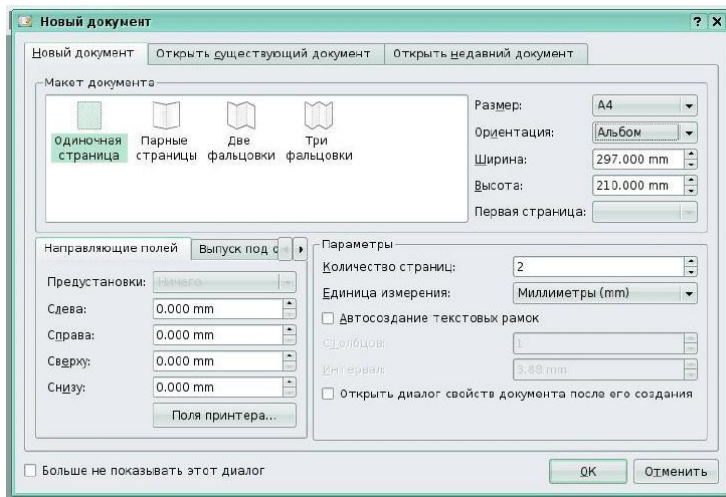 Новый документ
Новый документ
Открыть существующий документ
Открыть недавний документ
Макет документа
Одиночная
страница
Парные
страницы
Две
фальцовки
Три
фальцовки
Размер: A4
Ориентация: Альбом
Ширина: 297.000 mm
Высота: 210.000 mm
Первая страница:
Направляющие полей
Выпуск под о
Предустановки: Ничего
Слева: 0.000 mm
Справа: 0.000 mm
Сверху: 0.000 mm
Снизу: 0.000 mm
Поля принтера...
Параметры
Количество страниц: 2
Единица измерения: Миллиметры (mm)
Автосоздание текстовых рамок
Столбцов: 1
Интервал: 3.88 mm
Открыть диалог свойств документа после его создания
Больше не показывать этот диалог
OK
Отменить